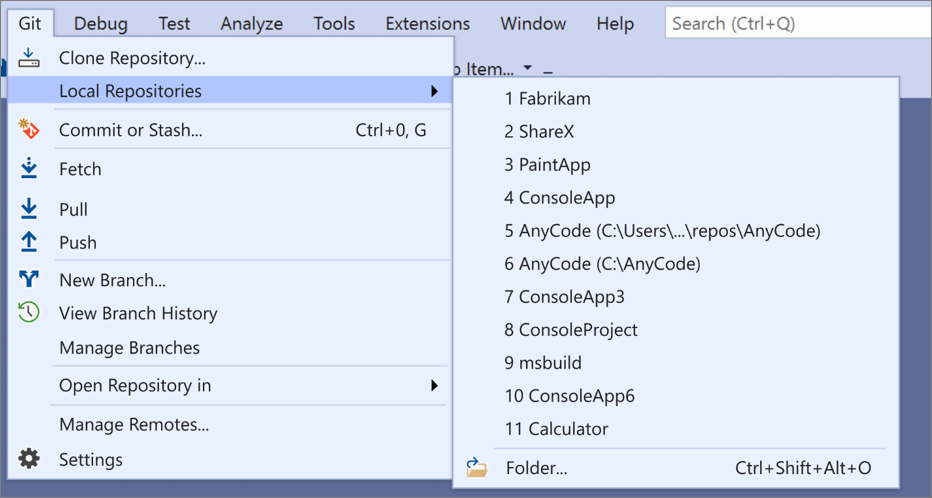 Git Debug Test Analyze Tools Extensions Window Help Search (Ctrl+Q)
Item...
Clone Repository...
Local Repositories
Commit or Stash... Ctrl+0, G
Fetch
Pull
Push
New Branch...
View Branch History
Manage Branches
Open Repository in
Manage Remotes...
Settings
1 Fabrikam
2 ShareX
3 PaintApp
4 ConsoleApp
5 AnyCode (C:\Users\...\repos\AnyCode)
6 AnyCode (C:\AnyCode)
7 ConsoleApp3
8 ConsoleProject
9 msbuild
10 ConsoleApp6
11 Calculator
Folder... Ctrl+Shift+Alt+O